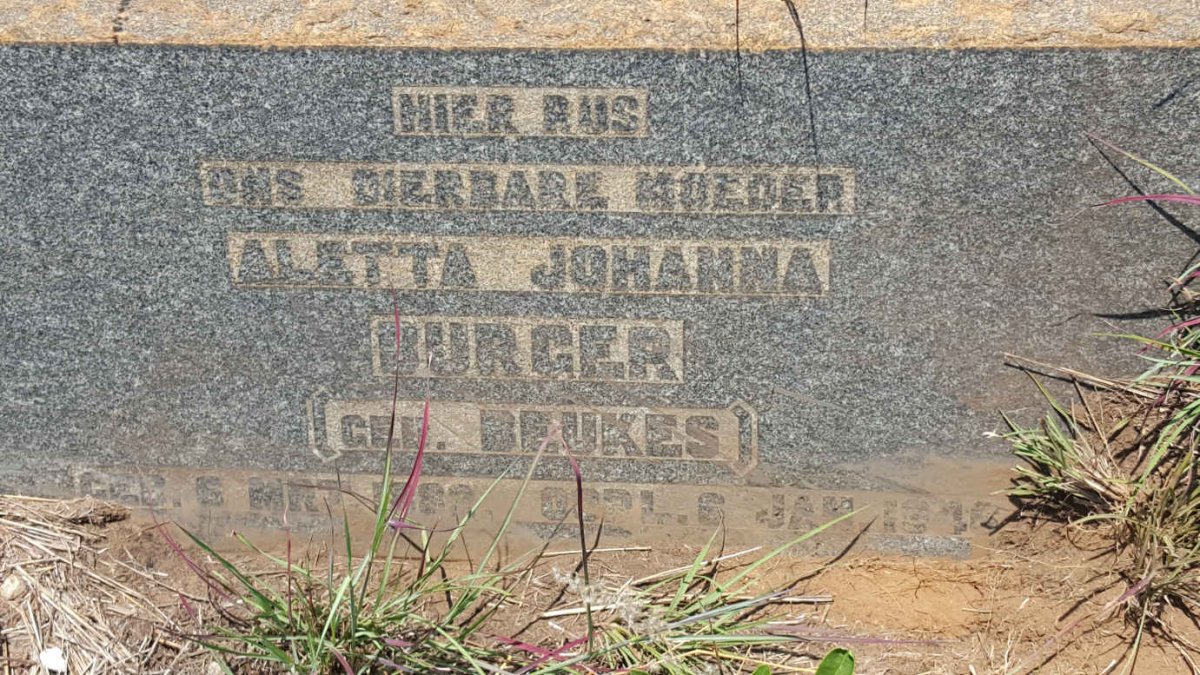 HIER RUS
ONS DIERBARE MOEDER
ALETTA JOHANNA
BURGER
(GEB. BEUKES)
GEB. 6 MRT. OORL. 6 JAN.